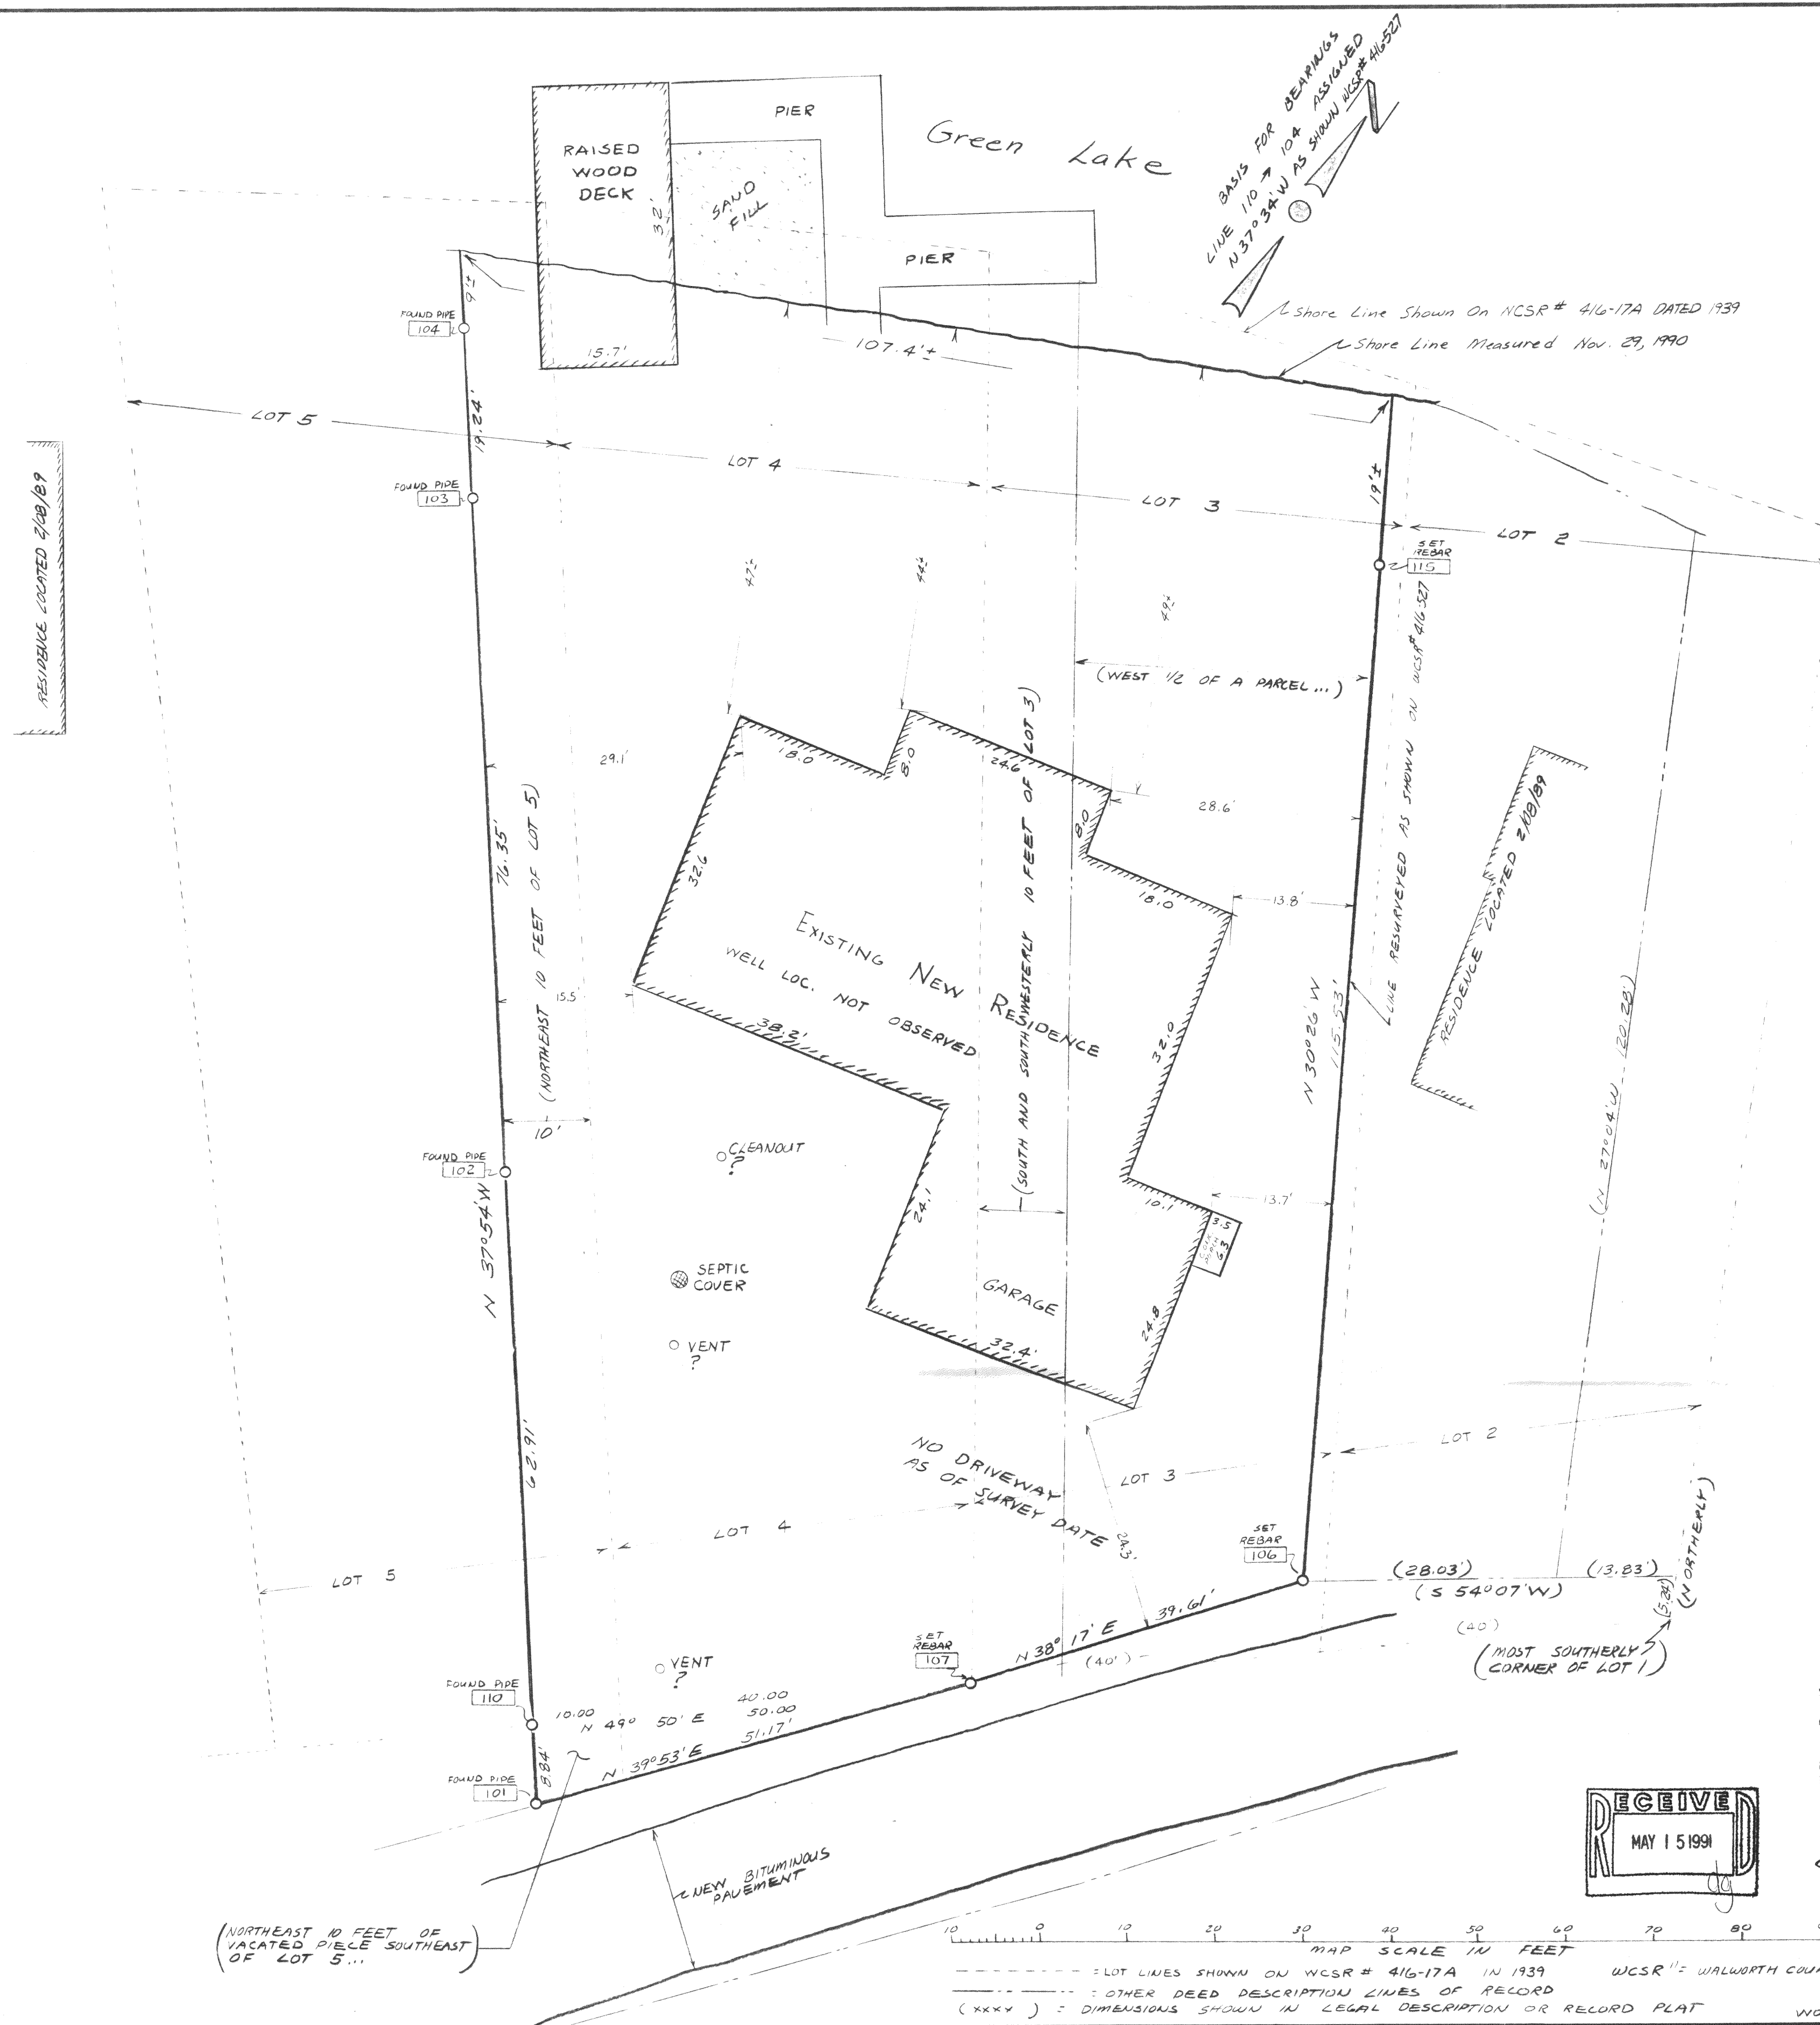 BASIS FOR BEARINGS
LINE 110 → 104 ASSIGNED
N 37° 34' W AS SHOWN WCSR# 416-527
N
Green Lake
PIER
RAISED
WOOD
DECK
32'
SAND
FILL
PIER
15.7'
107.4'±
Shore Line Shown On NCSR# 416-17A DATED 1939
Shore Line Measured Nov. 29, 1990
9'±
FOUND PIPE
104
19.24'
FOUND PIPE
103
LOT 5
LOT 4
LOT 3
LOT 2
19'±
SET
REBAR
115
RESIDENCE LOCATED 2/08/89
47±
44±
49±
(WEST 1/2 OF A PARCEL...)
LINE RESURVEYED AS SHOWN ON WCSR# 416-527
29.1'
18.0
8.0
24.6
8.0
28.6'
18.0
13.8'
76.35'
(NORTHEAST 10 FEET OF LOT 5)
32.6
(SOUTH AND SOUTHWESTERLY 10 FEET OF LOT 3)
RESIDENCE LOCATED 2/08/89
EXISTING NEW RESIDENCE
WELL LOC. NOT OBSERVED
15.5'
38.2'
32.0
N 30° 26' W
115.53'
(N 27° 04' W (20.28')
10'
FOUND PIPE
102
CLEANOUT
?
24.1
10.1
13.7'
3.5
6.3
N 37° 54' W
SEPTIC
COVER
VENT
?
GARAGE
24.8
32.4'
62.91'
NO DRIVEWAY
AS OF SURVEY DATE
LOT 5
LOT 4
LOT 3
LOT 2
24.3'
SET
REBAR
106
(28.03')
(13.83')
(S 54° 07' W)
(5.24')
(NORTHERLY)
(40')
(MOST SOUTHERLY
CORNER OF LOT 1)
39.61'
N 38° 17' E
(40')
SET
REBAR
107
VENT
?
FOUND PIPE
110
10.00
40.00
N 49° 50' E 50.00
N 39° 53' E 51.17'
8.84'
FOUND PIPE
101
NEW BITUMINOUS
PAVEMENT
(NORTHEAST 10 FEET OF
VACATED PIECE SOUTHEAST
OF LOT 5...)
RECEIVED
MAY 15 1991
dg
10 0 10 20 30 40 50 60 70 80
MAP SCALE IN FEET
= LOT LINES SHOWN ON WCSR # 416-17A IN 1939 WCSR "= WALWORTH COU
= OTHER DEED DESCRIPTION LINES OF RECORD
(XXXX) = DIMENSIONS SHOWN IN LEGAL DESCRIPTION OR RECORD PLAT WO